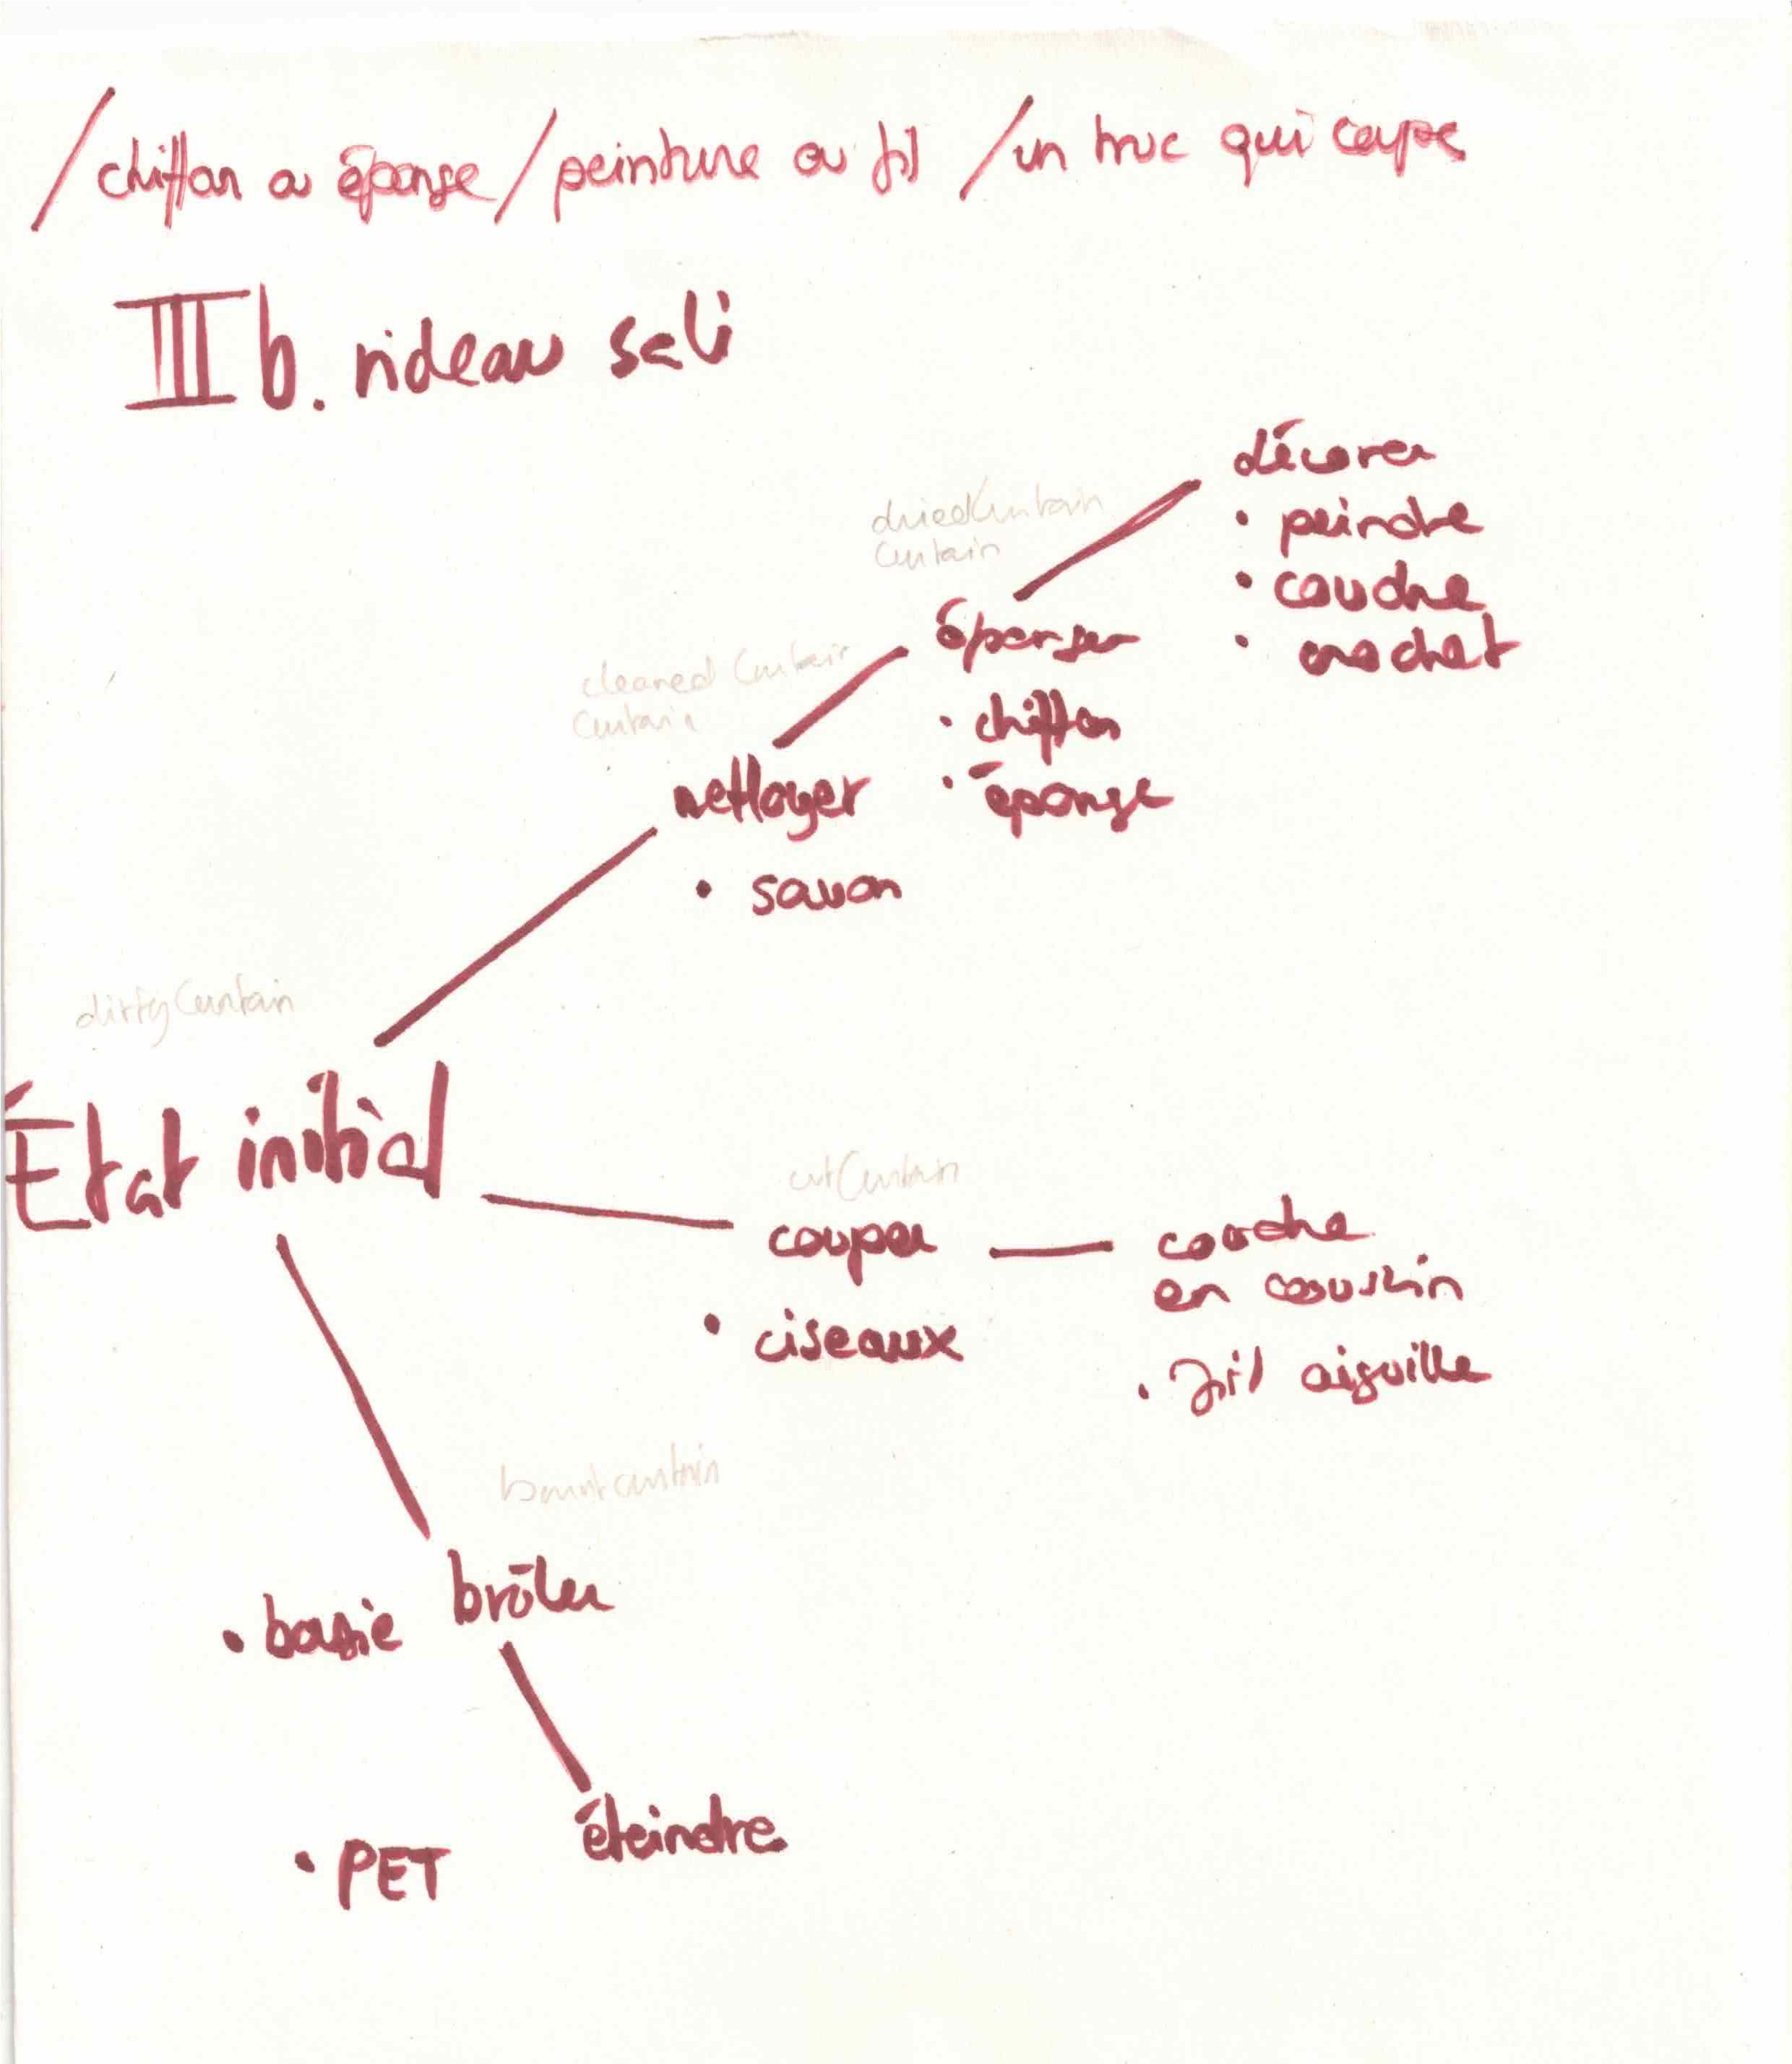 /chiffon ou éponge/peinture ou fil /un truc qui coupe
III b. rideau sali
décorer
• peindre
• coudre
• crochet
driedCurtain
Curtain
éponger
• chiffon
• éponge
cleaned Curtain
Curtain
nettoyer
• savon
dirtyCurtain
État initial
cutCurtain
couper
• ciseaux
coudre
en coussin
• fil aiguille
burntcurtain
brûler
• bougie
éteindre
• PET